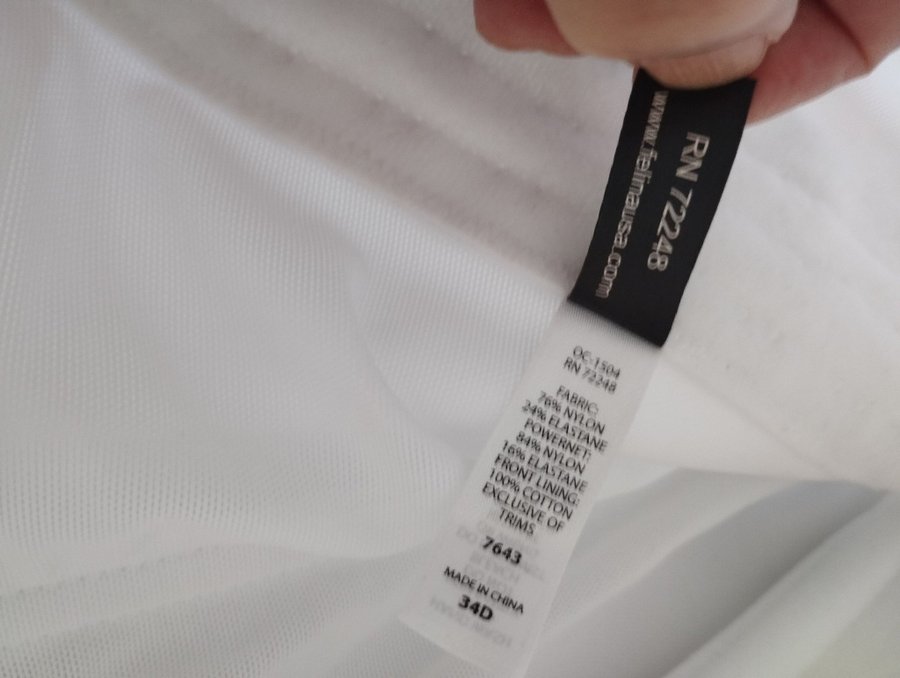 RN 72248
www.felinausa.com
OC-1504
RN 72248
FABRIC:
76% NYLON
24% ELASTANE
POWERNET:
84% NYLON
16% ELASTANE
FRONT LINING:
100% COTTON
EXCLUSIVE OF
TRIMS
7643
MADE IN CHINA
34D